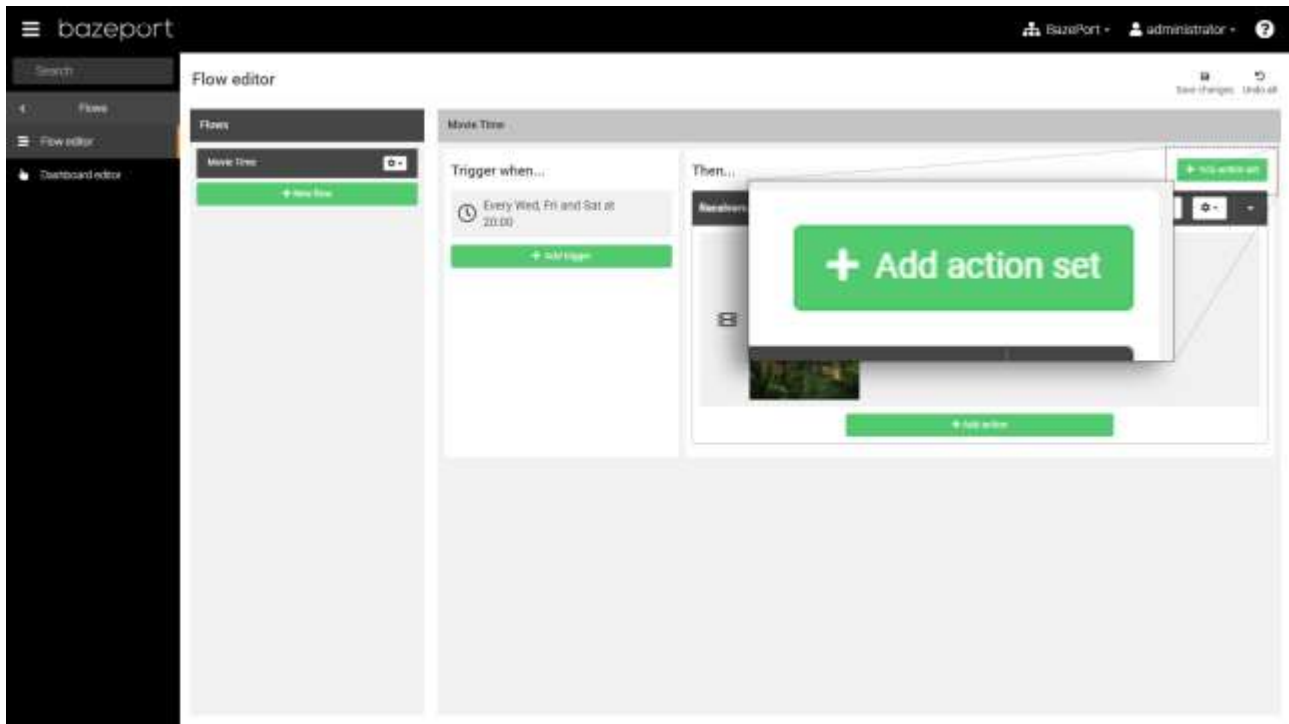 bazeport
BazePort
administrator
?
Search
Flow editor
Save changes
Undo all
Flows
Flow editor
Dashboard editor
Flows
Movie Time
+ New flow
Movie Time
Trigger when...
Every Wed, Fri and Sat at
20:00
+ Add trigger
Then...
+ Add action set
Receivers
+ Add action set
+ Add action